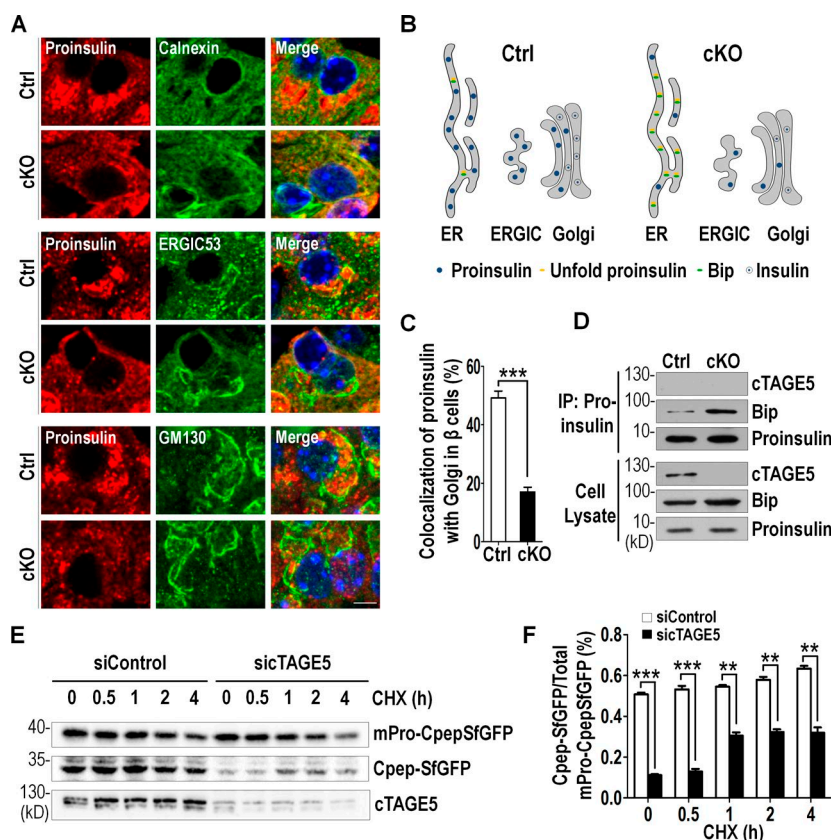 A
Proinsulin Calnexin Merge
Ctrl
cKO
Proinsulin ERGIC53 Merge
Ctrl
cKO
Proinsulin GM130 Merge
Ctrl
cKO
B
Ctrl cKO
ER ERGIC Golgi ER ERGIC Golgi
Proinsulin Unfold proinsulin Bip Insulin
C
Colocalization of proinsulin
with Golgi in β cells (%)
60
40
20
0
***
Ctrl cKO
D
Ctrl cKO
IP: Pro-
insulin
130 cTAGE5
100
Bip
10 Proinsulin
Cell
Lysate
130 cTAGE5
100
Bip
10 Proinsulin
(kD)
E
siControl sicTAGE5
0 0.5 1 2 4 0 0.5 1 2 4 CHX (h)
40 mPro-CpepSfGFP
35 Cpep-SfGFP
25
130 cTAGE5
(kD)
F
siControl
sicTAGE5
Cpep-SfGFP/Total
mPro-CpepSfGFP (%)
0.8
0.6
0.4
0.2
0.0
*** *** ** ** **
0 0.5 1 2 4
CHX (h)